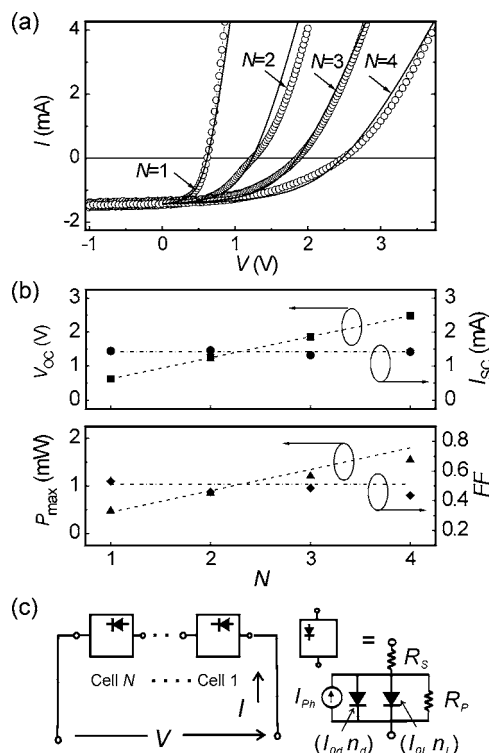 (a)
4
2
0
-2
I (mA)
N=1
N=2
N=3
N=4
-1 0 1 2 3
V (V)
(b)
3
2
1
0
V_OC (V)
3
2
1
0
I_SC (mA)
2
1
0
P_max (mW)
0.8
0.6
0.4
0.2
FF
1 2 3 4
N
(c)
Cell N · · · · · Cell 1
I
V
=
R_S
I_Ph
R_P
(I_0d n_d) (I_0l n_l)